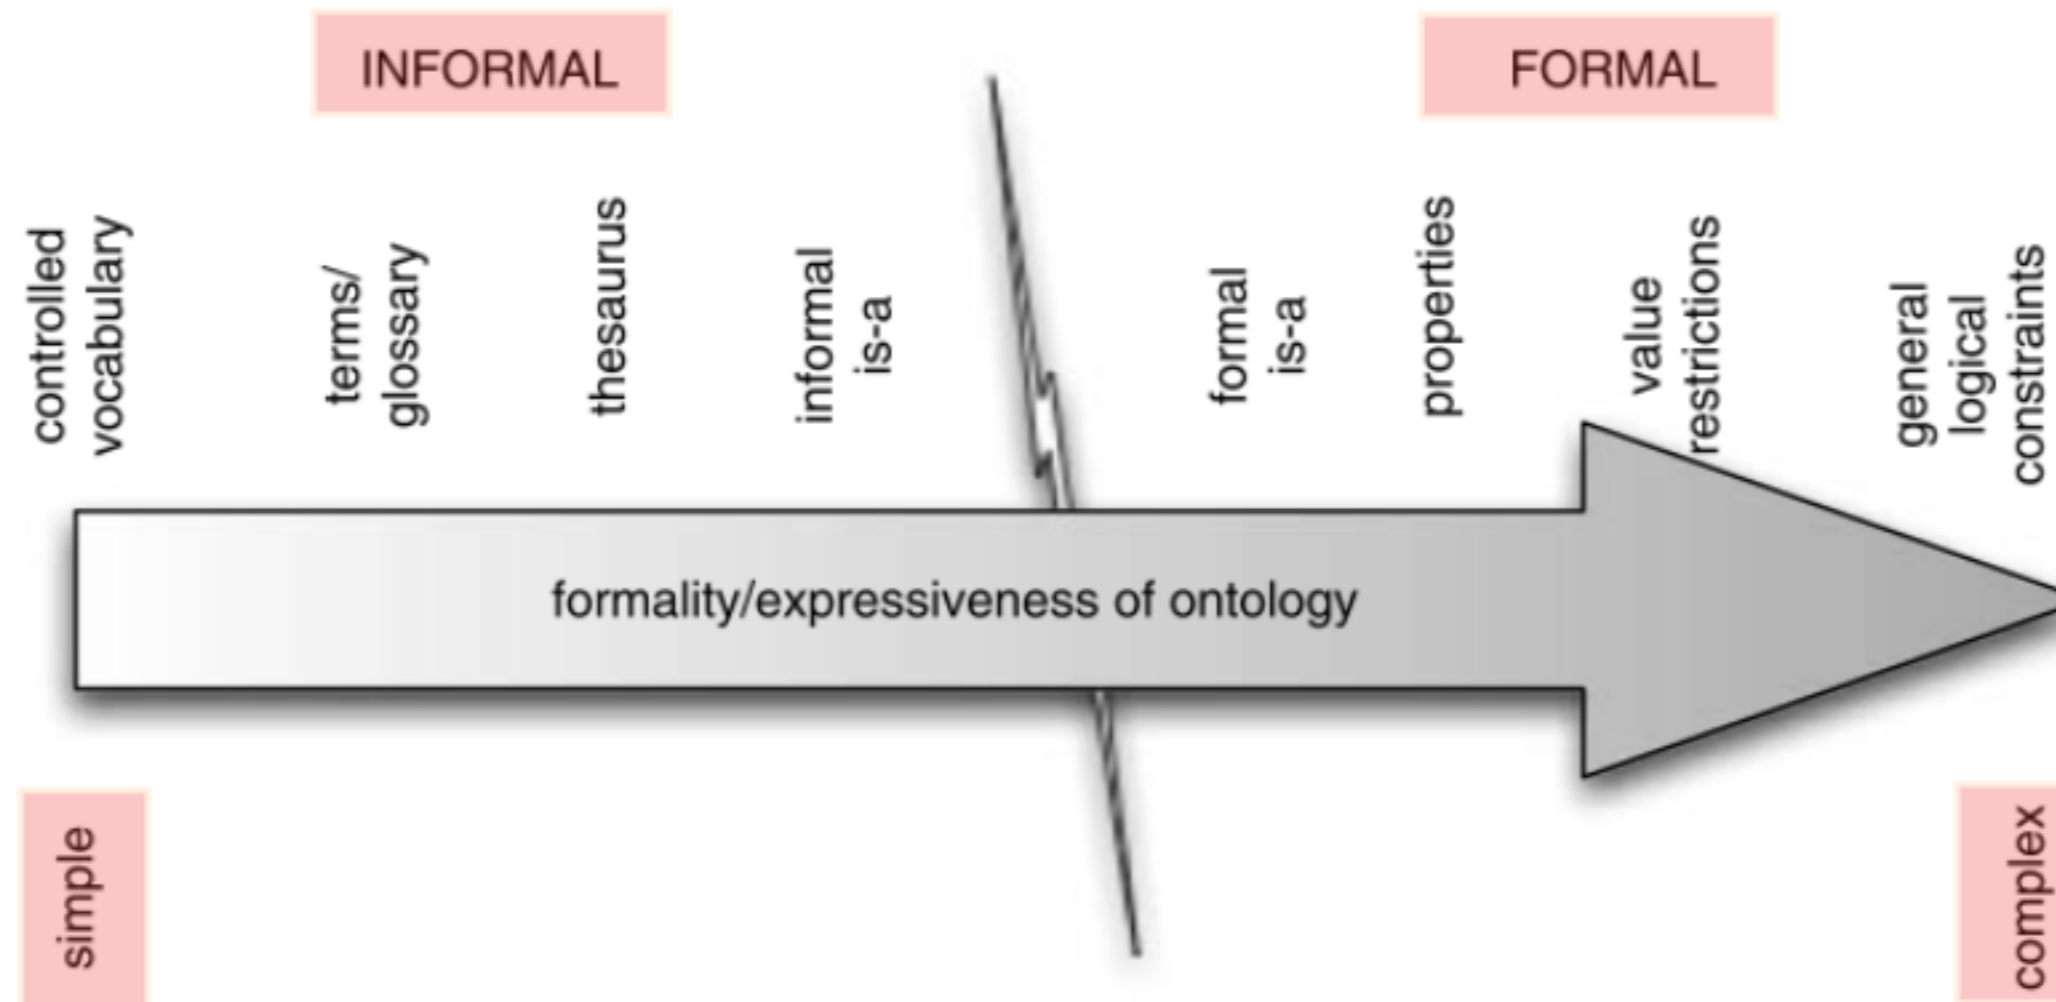 INFORMAL
FORMAL
controlled
vocabulary
terms/
glossary
thesaurus
informal
is-a
formal
is-a
properties
value
restrictions
general
logical
constraints
formality/expressiveness of ontology
simple
complex